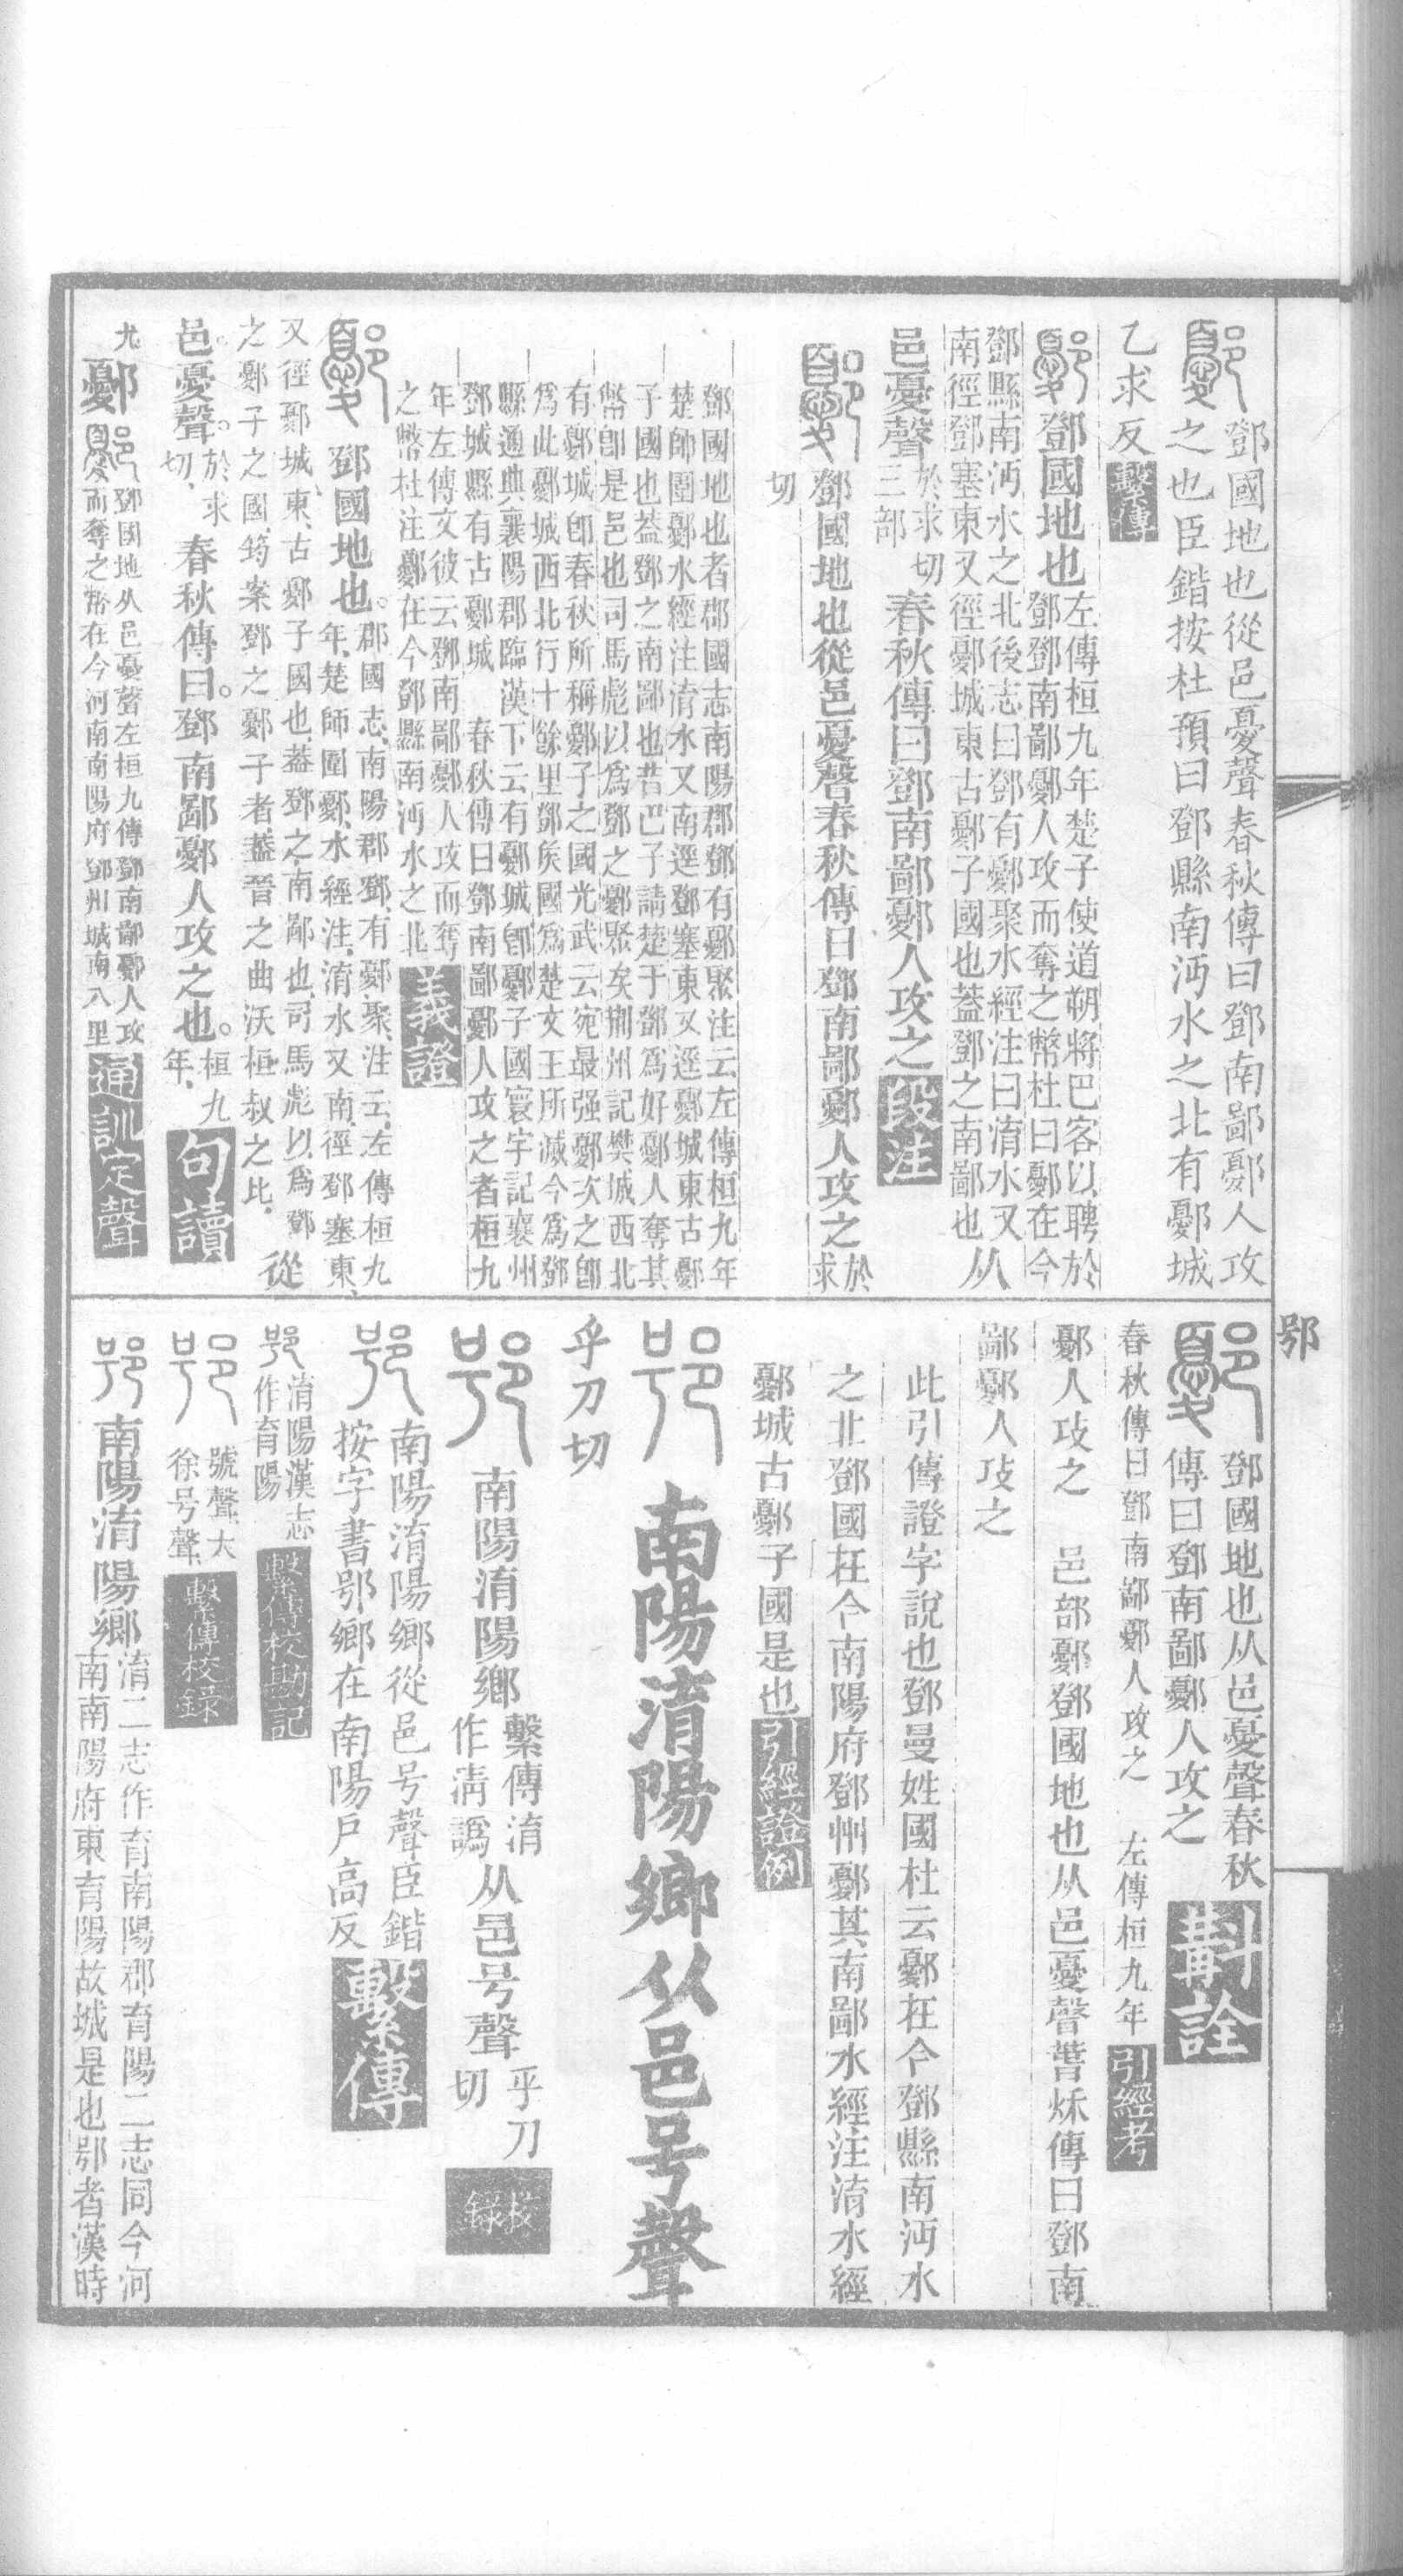 鄧國地也從邑憂聲春秋傳曰鄧南鄙鄾人攻
之也臣鍇按杜預曰鄧縣南沔水之北有鄾城
乙求反 繫傳
鄾 鄧國地也左傳桓九年楚子使道朔將巴客以聘於
鄧鄧南鄙鄾人攻而奪之幣杜曰鄾在今
鄧縣南沔水之北後志曰鄧有鄾聚水經注曰淯水又
南徑鄧塞東又徑鄾城東古鄾子國也蓋鄧之南鄙也 从
邑憂聲於求切三部 春秋傳曰鄧南鄙鄾人攻之 段注
鄾 鄧國地也從邑憂聲春秋傳曰鄧南鄙鄾人攻之於求
切
鄧國地也者郡國志南陽郡鄧有鄾聚注云左傳桓九年
楚師圍鄾水經注淯水又南逕鄧塞東又逕鄾城東古鄾
子國也蓋鄧之南鄙也昔巴子請楚于鄧爲好鄾人奪其
幣卽是邑也司馬彪以爲鄧之鄾聚矣荆州記樊城西北
有鄾城卽春秋所稱鄾子之國光武云宛最强鄾次之卽
爲此鄾城西北行十餘里鄧侯國爲楚文王所滅今爲鄧
縣通典襄陽郡臨漢下云有鄾城卽鄾子國寰宇記襄州
鄧城縣有古鄾城 春秋傳曰鄧南鄙鄾人攻之者桓九
年左傳文彼云鄧南鄙鄾人攻而奪
之幣杜注鄾在今鄧縣南沔水之北 義證
鄾 鄧國地也。郡國志、南陽郡鄧、有鄾聚、注云、左傳桓九
年、楚師圍鄾、水經注、淯水又南、徑鄧塞東、
又徑鄾城東、古鄾子國也、蓋鄧之南鄙也、司馬彪以爲鄧
之鄾子之國、筠案鄧之鄾子者、蓋晉之曲沃桓叔之比、 從
邑。憂聲。於求切、 春秋傳曰。鄧南鄙鄾人攻之也。桓九年、 句讀
九 鄾 鄧國地从邑憂聲左桓九傳鄧南鄙鄾人攻
而奪之幣在今河南南陽府鄧州城南八里 通訓定聲
鄂
鄾 鄧國地也从邑憂聲春秋
傳曰鄧南鄙鄾人攻之 斠詮
春秋傳曰鄧南鄙鄾人攻之 左傳桓九年 引經考
鄾人攻之 邑部鄾鄧國地也从邑憂聲萅秌傳曰鄧南
鄙鄾人攻之
此引傳證字說也鄧曼姓國杜云鄾在今鄧縣南沔水
之北鄧國在今南陽府鄧州鄾其南鄙水經注淯水經
鄾城古鄾子國是也 引經證例
南陽淯陽鄉从邑号聲
乎刀切
南陽淯陽鄉繫傳淯作淸譌从邑号聲乎刀切 校錄
南陽淯陽鄉從邑号聲臣鍇
按字書鄂鄉在南陽戶高反 繫傳
淯陽漢志作育陽 繫傳校勘記
號聲、大徐号聲、 繫傳校錄
南陽淯陽鄉淯二志作育南陽郡育陽二志同今河
南南陽府東育陽故城是也鄂者漢時